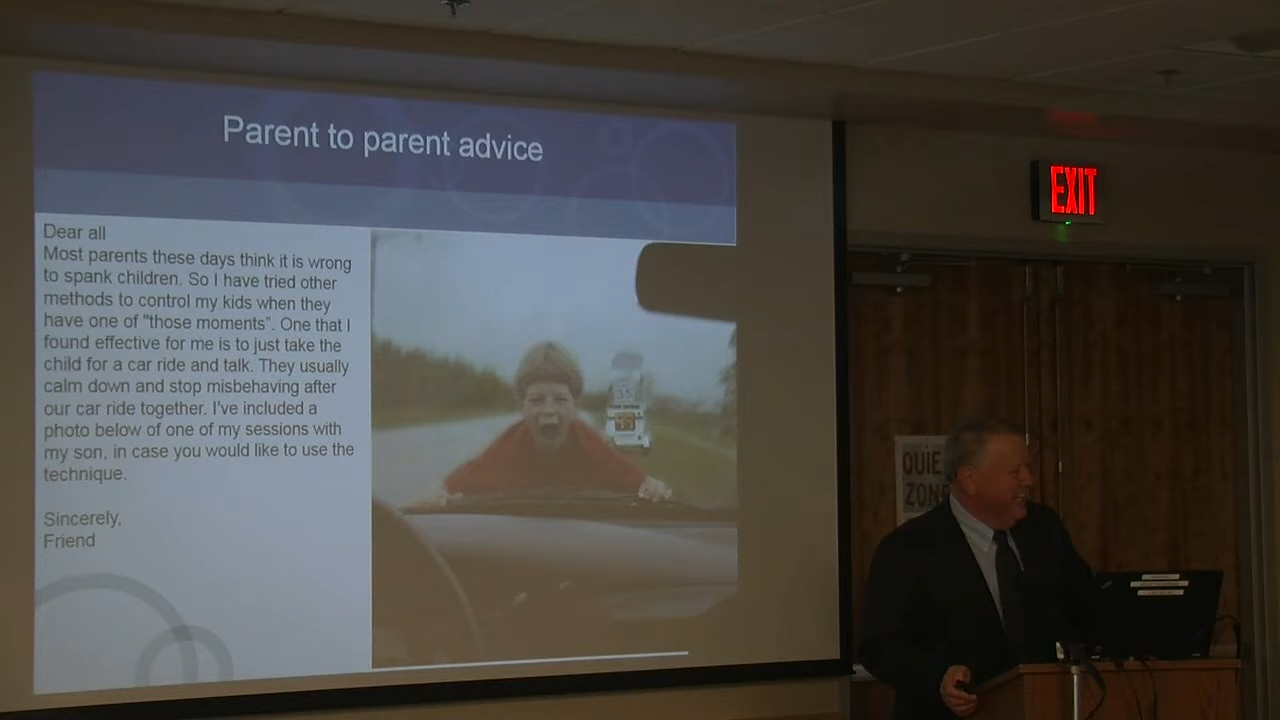 Parent to parent advice
Dear all
Most parents these days think it is wrong
to spank children. So I have tried other
methods to control my kids when they
have one of "those moments". One that I
found effective for me is to just take the
child for a car ride and talk. They usually
calm down and stop misbehaving after
our car ride together. I've included a
photo below of one of my sessions with
my son, in case you would like to use the
technique.
Sincerely,
Friend
35
EXIT
QUIE
ZON